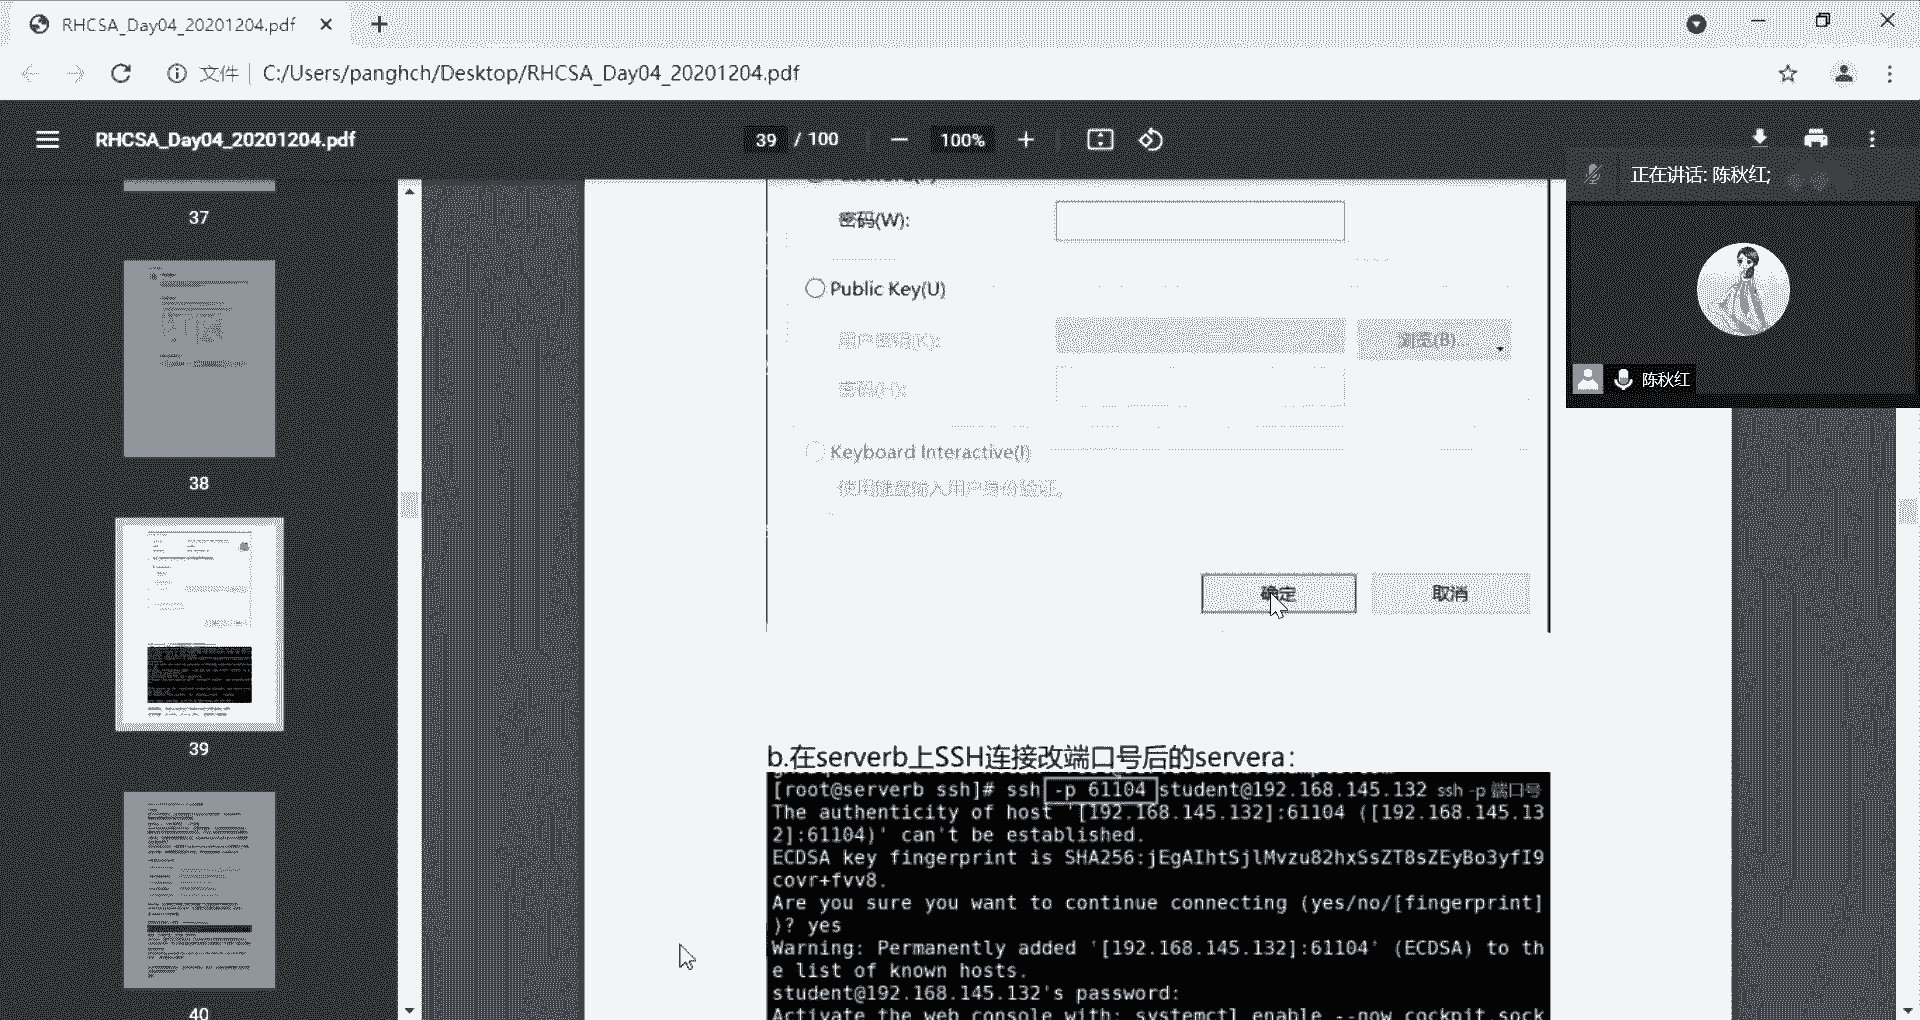 RHCSA_Day04_20201204.pdf
文件 C:/Users/panghch/Desktop/RHCSA_Day04_20201204.pdf
RHCSA_Day04_20201204.pdf
39 / 100
100%
正在讲话: 陈秋红;
陈秋红
37
38
39
40
密码(W):
Public Key(U)
用户密钥(K):
浏览(B)...
密码(H):
Keyboard Interactive(I)
使用键盘输入用户身份验证。
确定
取消
b.在serverb上SSH连接改端口号后的servera：
[root@serverb ssh]# ssh -p 61104 student@192.168.145.132 ssh -p 端口号
The authenticity of host '[192.168.145.132]:61104 ([192.168.145.13
2]:61104)' can't be established.
ECDSA key fingerprint is SHA256:jEgAIhtSjlMvzu82hxSsZT8sZEyBo3yfI9
covr+fvv8.
Are you sure you want to continue connecting (yes/no/[fingerprint]
)? yes
Warning: Permanently added '[192.168.145.132]:61104' (ECDSA) to th
e list of known hosts.
student@192.168.145.132's password:
Activate the web console with: systemctl enable --now cockpit.sock